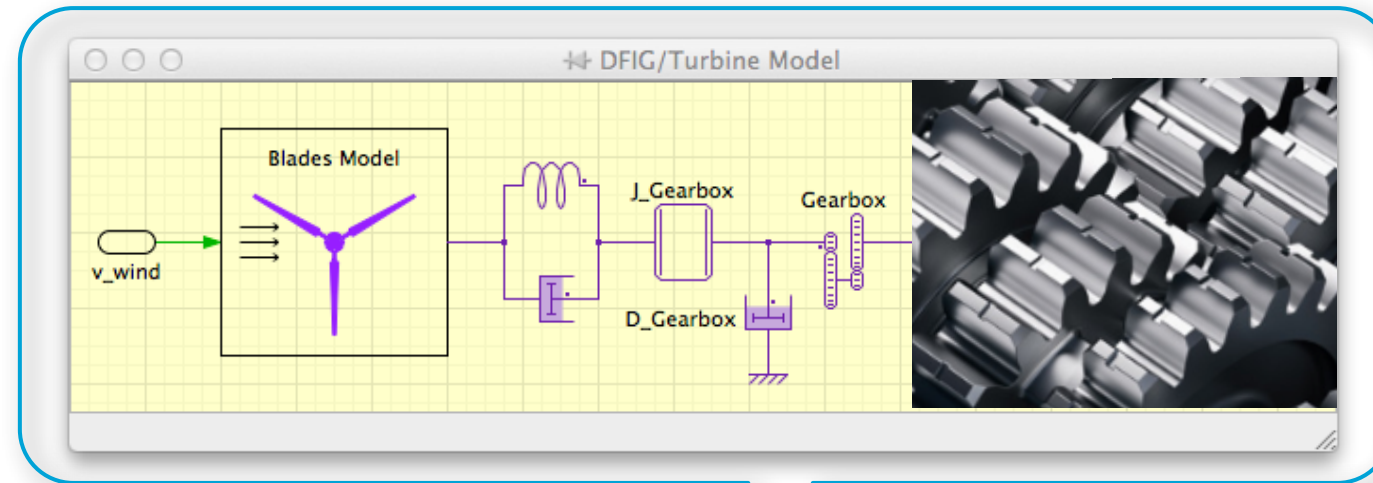 DFIG/Turbine Model
Blades Model
v_wind
J_Gearbox
D_Gearbox
Gearbox